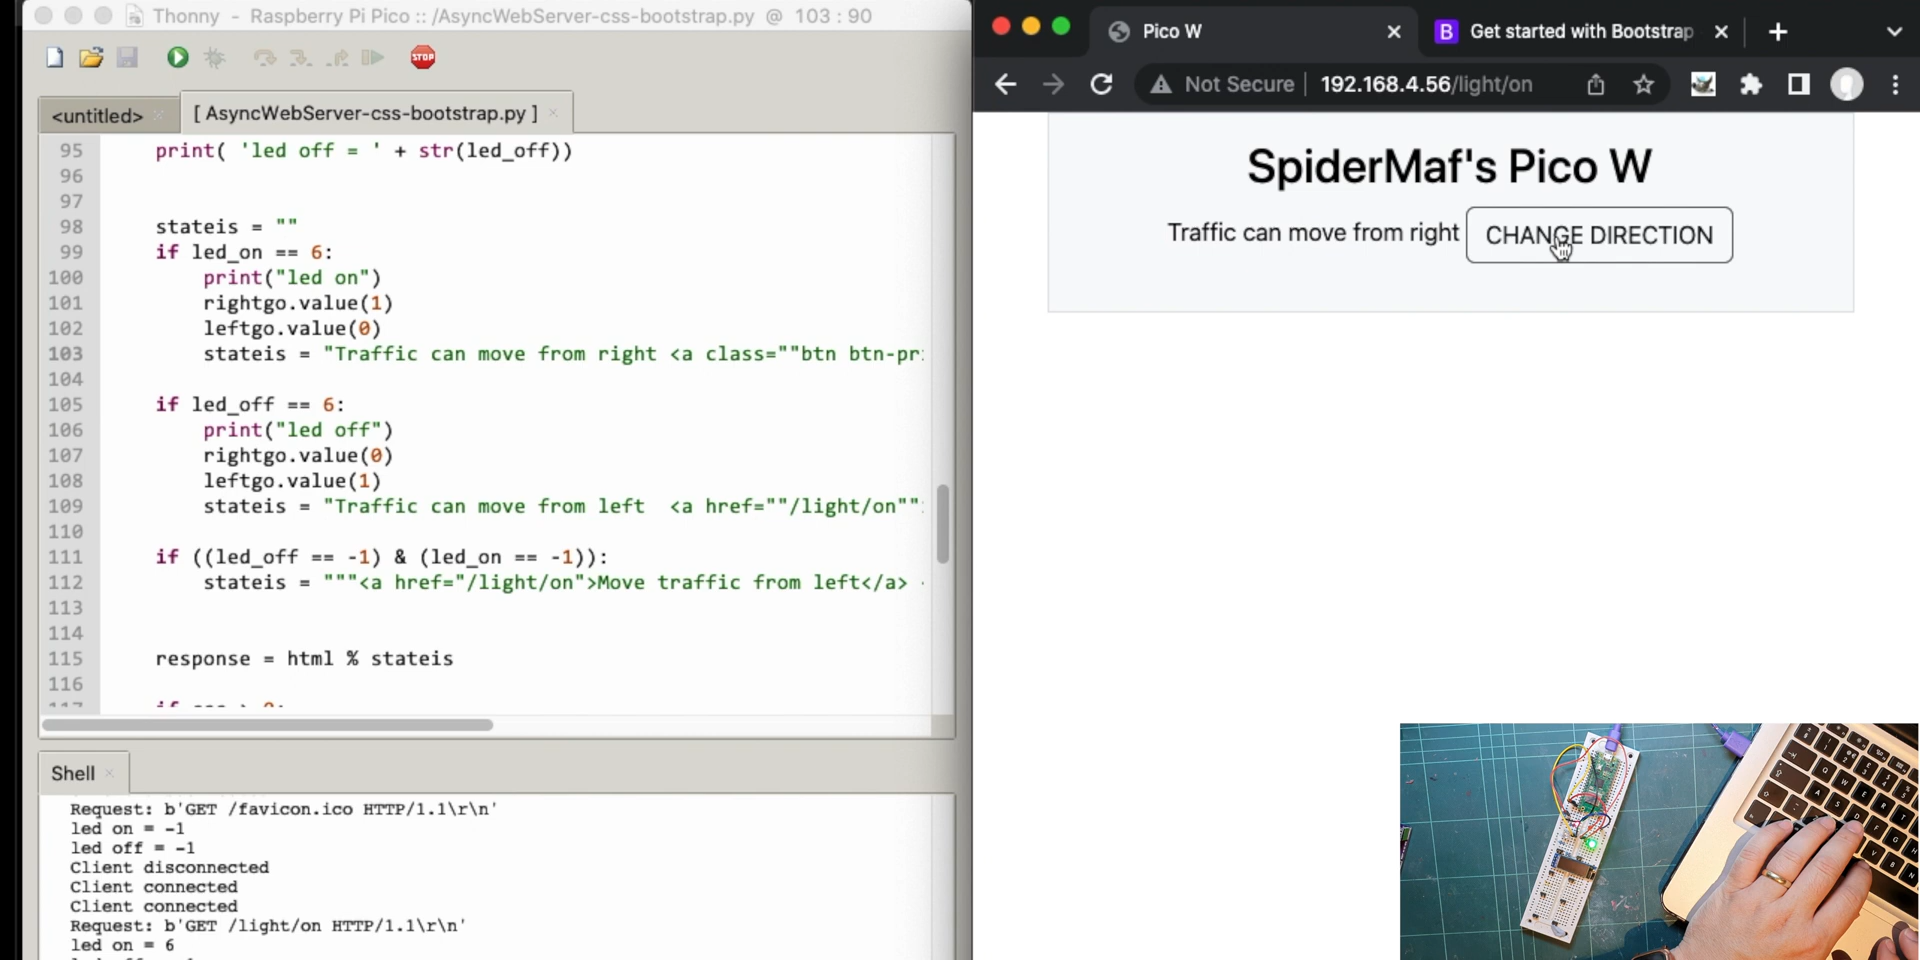 Thonny - Raspberry Pi Pico :: /AsyncWebServer-css-bootstrap.py @ 103 : 90
STOP
<untitled>
[ AsyncWebServer-css-bootstrap.py ]
95 print( 'led off = ' + str(led_off))
96
97
98 stateis = ""
99 if led_on == 6:
100 print("led on")
101 rightgo.value(1)
102 leftgo.value(0)
103 stateis = "Traffic can move from right <a class=""btn btn-pr
104
105 if led_off == 6:
106 print("led off")
107 rightgo.value(0)
108 leftgo.value(1)
109 stateis = "Traffic can move from left <a href=""/light/on""
110
111 if ((led_off == -1) & (led_on == -1)):
112 stateis = """<a href="/light/on">Move traffic from left</a>
113
114
115 response = html % stateis
116
Shell
Request: b'GET /favicon.ico HTTP/1.1\r\n'
led on = -1
led off = -1
Client disconnected
Client connected
Client connected
Request: b'GET /light/on HTTP/1.1\r\n'
led on = 6
Pico W
B Get started with Bootstrap
Not Secure 192.168.4.56/light/on
SpiderMaf's Pico W
Traffic can move from right CHANGE DIRECTION